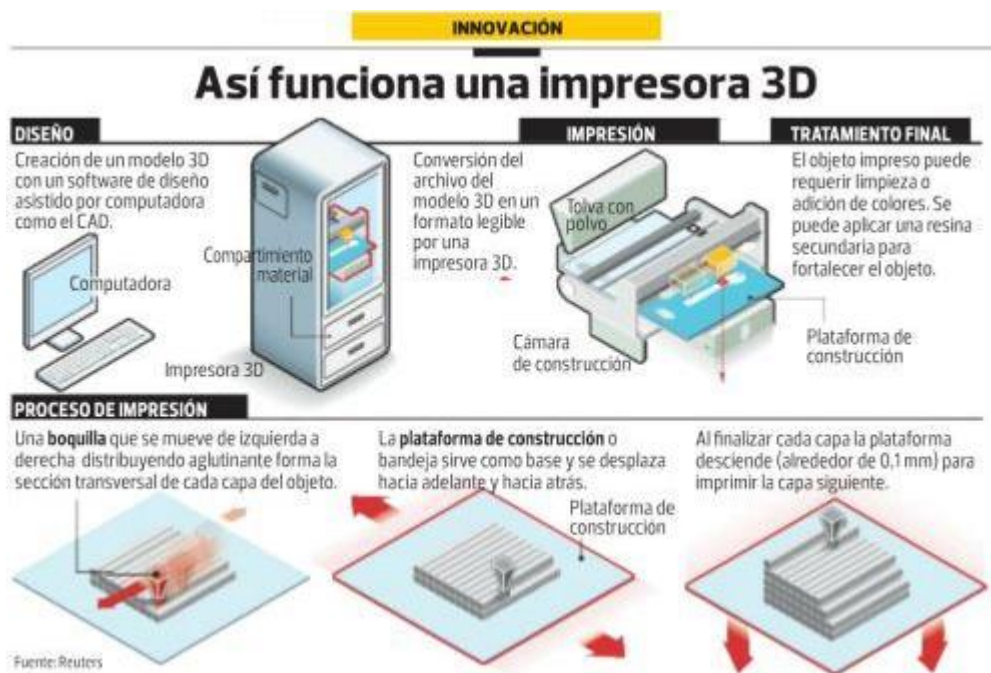 INNOVACIÓN
Así funciona una impresora 3D
DISEÑO
Creación de un modelo 3D
con un software de diseño
asistido por computadora
como el CAD.
Computadora
Compartimiento
material
Impresora 3D
Conversión del
archivo del
modelo 3D en un
formato legible
por una
impresora 3D.
IMPRESIÓN
Tolva con
polvo
Cámara
de construcción
Plataforma de
construcción
TRATAMIENTO FINAL
El objeto impreso puede
requerir limpieza o
adición de colores. Se
puede aplicar una resina
secundaria para
fortalecer el objeto.
PROCESO DE IMPRESIÓN
Una boquilla que se mueve de izquierda a
derecha distribuyendo aglutinante forma la
sección transversal de cada capa del objeto.
La plataforma de construcción o
bandeja sirve como base y se desplaza
hacia adelante y hacia atrás.
Plataforma de
construcción
Al finalizar cada capa la plataforma
desciende (alrededor de 0,1 mm) para
imprimir la capa siguiente.
Fuente: Reuters